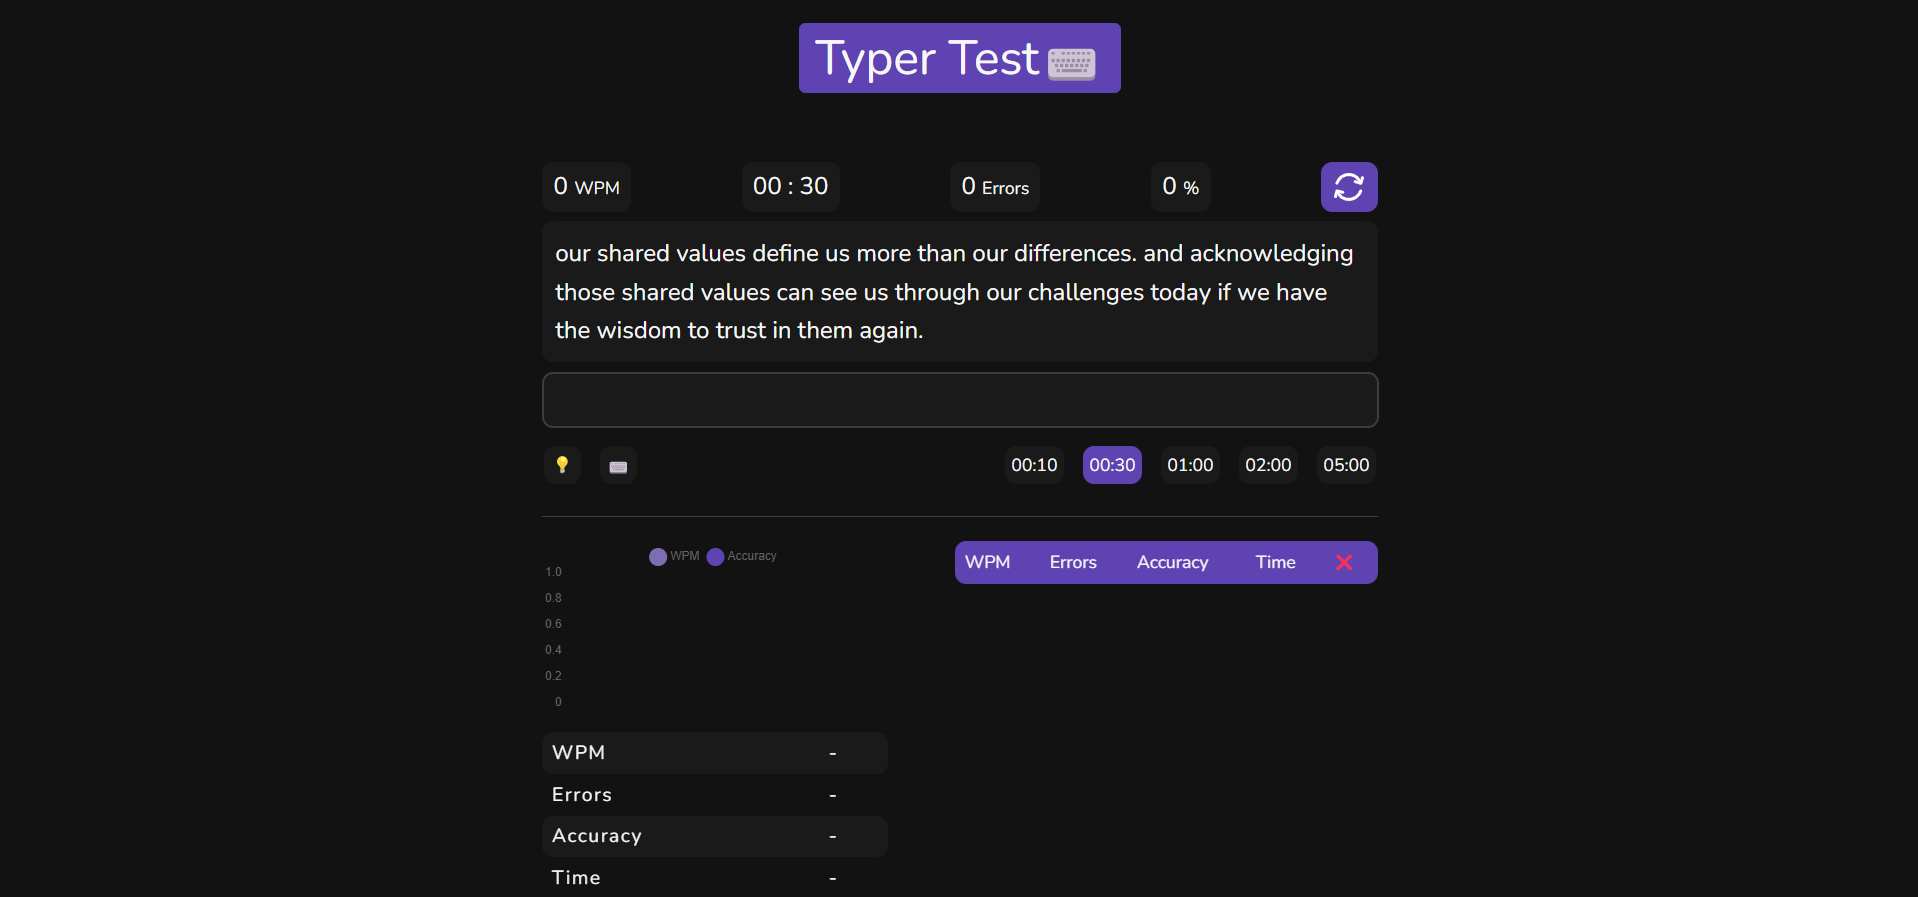 Typer Test
0 WPM
00 : 30
0 Errors
0 %
our shared values define us more than our differences. and acknowledging
those shared values can see us through our challenges today if we have
the wisdom to trust in them again.
00:10
00:30
01:00
02:00
05:00
WPM Accuracy
1.0
0.8
0.6
0.4
0.2
0
WPM Errors Accuracy Time
WPM -
Errors -
Accuracy -
Time -